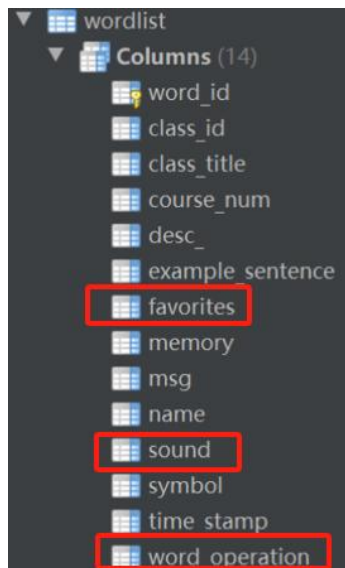 wordlist
Columns (14)
word_id
class_id
class_title
course_num
desc_
example_sentence
favorites
memory
msg
name
sound
symbol
time_stamp
word_operation